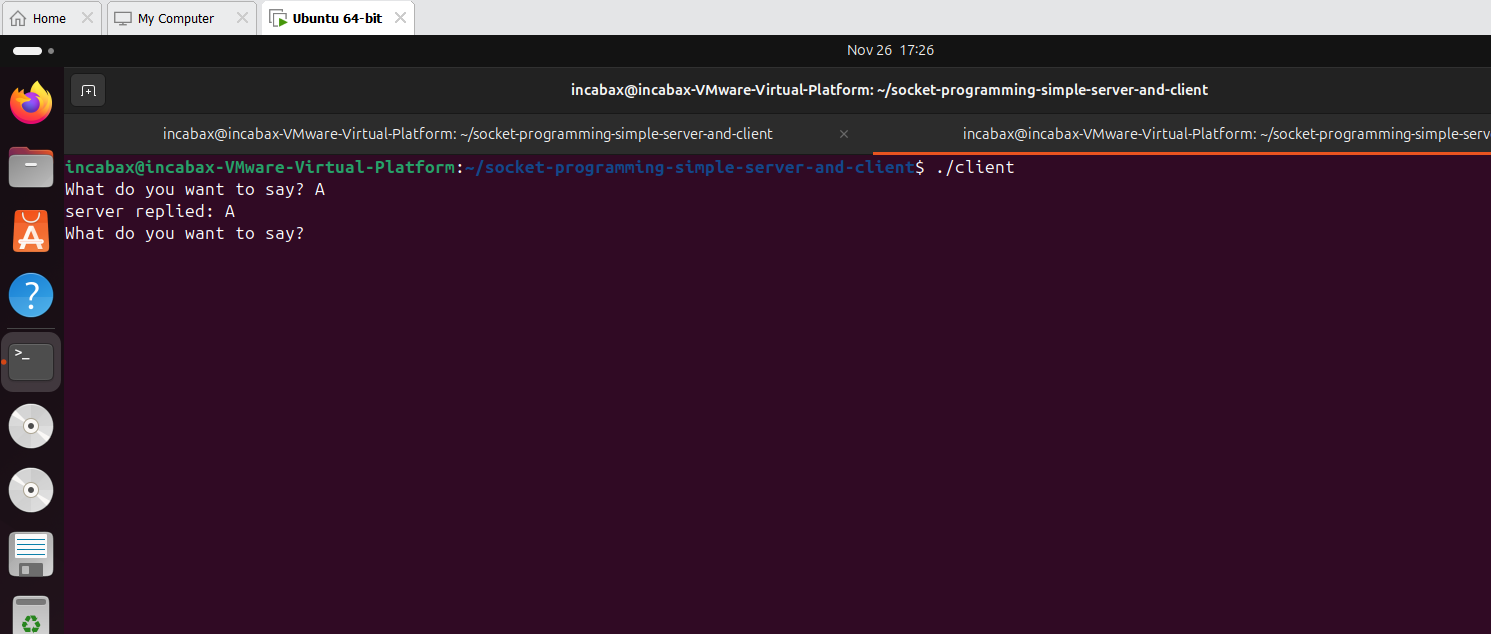 Home
My Computer
Ubuntu 64-bit
Nov 26 17:26
incabax@incabax-VMware-Virtual-Platform: ~/socket-programming-simple-server-and-client
incabax@incabax-VMware-Virtual-Platform: ~/socket-programming-simple-server-and-client
incabax@incabax-VMware-Virtual-Platform: ~/socket-programming-simple-serv
incabax@incabax-VMware-Virtual-Platform:~/socket-programming-simple-server-and-client$ ./client
What do you want to say? A
server replied: A
What do you want to say?